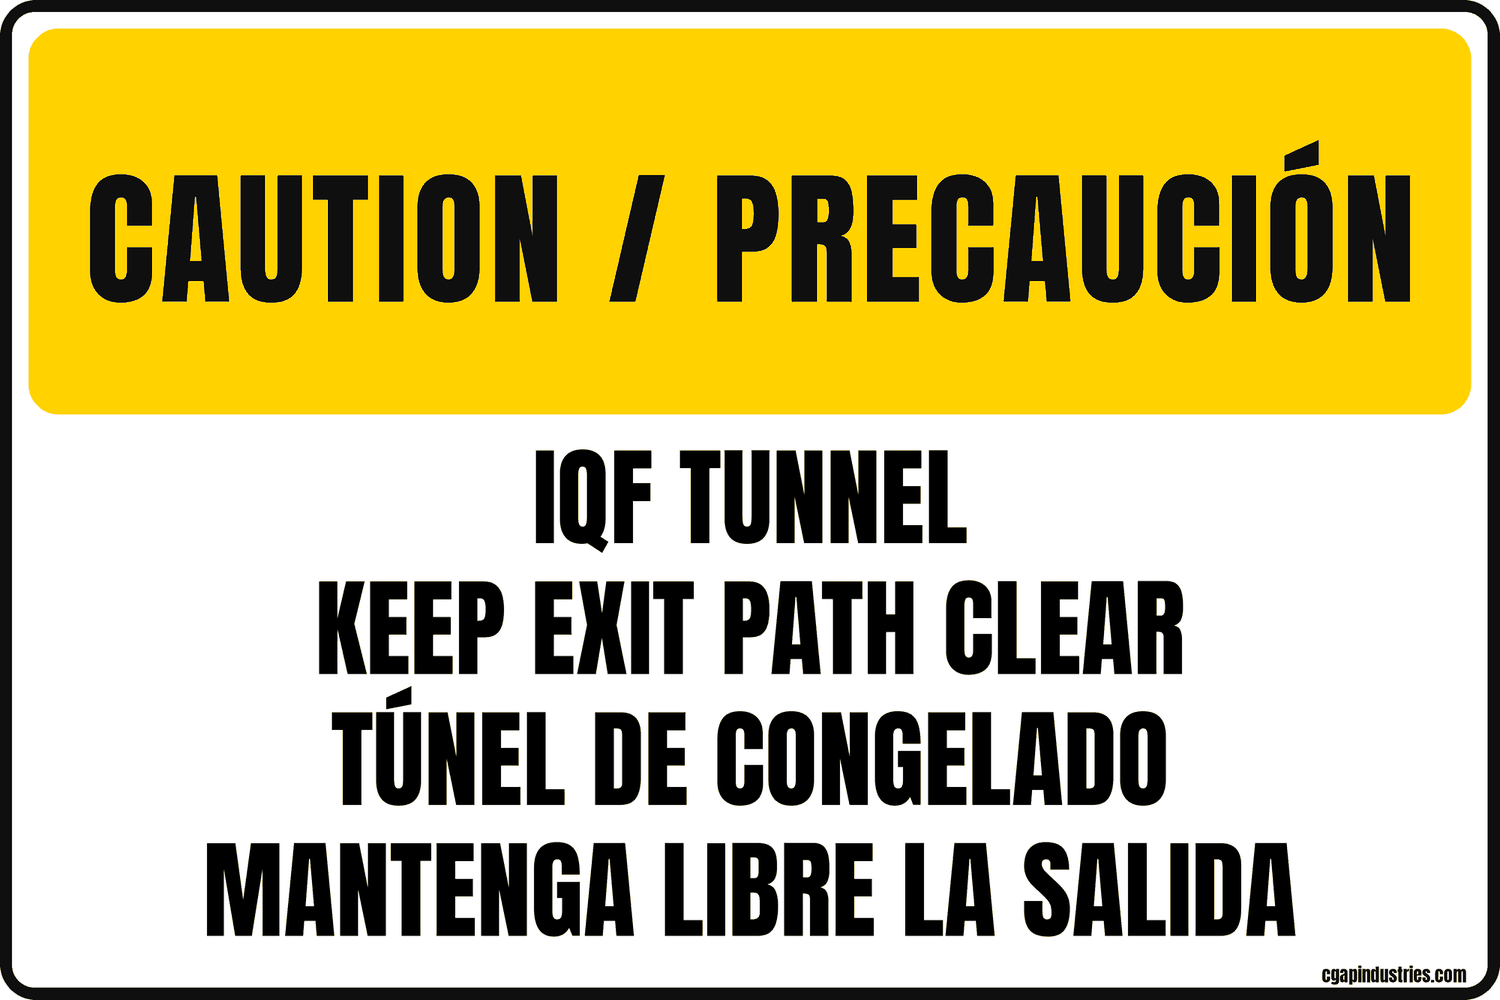 CAUTION / PRECAUCIÓN
IQF TUNNEL
KEEP EXIT PATH CLEAR
TÚNEL DE CONGELADO
MANTENGA LIBRE LA SALIDA
cgapindustries.com